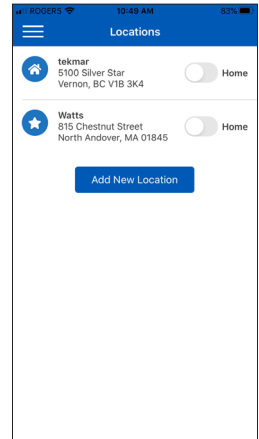 ROGERS 10:49 AM 83%
Locations
tekmar
5100 Silver Star
Vernon, BC V1B 3K4
Home
Watts
815 Chestnut Street
North Andover, MA 01845
Home
Add New Location